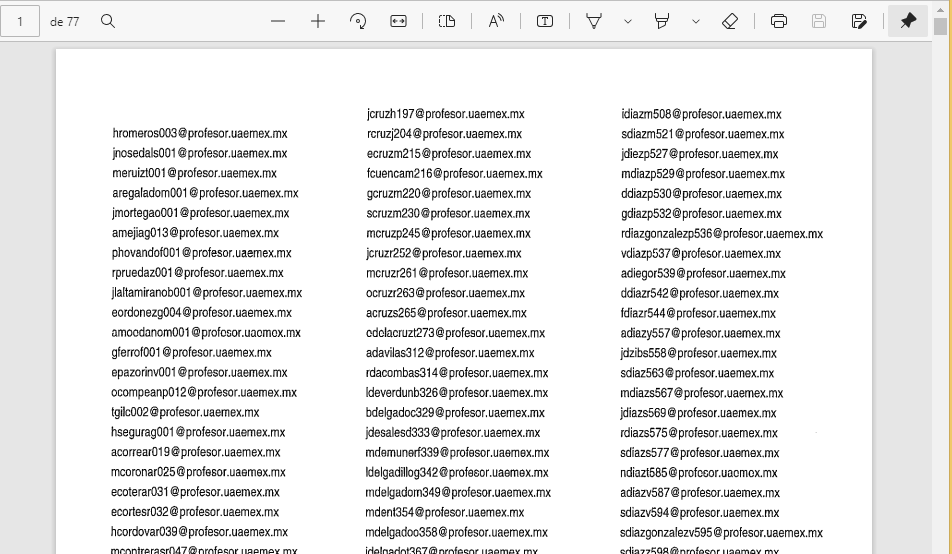 1 de 77
jcruzh197@profesor.uaemex.mx
hromeros003@profesor.uaemex.mx
jnosedals001@profesor.uaemex.mx
meruizt001@profesor.uaemex.mx
aregaladom001@profesor.uaemex.mx
jmortegao001@profesor.uaemex.mx
amejiag013@profesor.uaemex.mx
phovandof001@profesor.uaemex.mx
rpruedaz001@profesor.uaemex.mx
jlaltamiranob001@profesor.uaemex.mx
eordonezg004@profesor.uaemex.mx
amoedanom001@profesor.uaemex.mx
gferrof001@profesor.uaemex.mx
epazorinv001@profesor.uaemex.mx
ocompeanp012@profesor.uaemex.mx
tgilc002@profesor.uaemex.mx
hsegurag001@profesor.uaemex.mx
acorrear019@profesor.uaemex.mx
mcoronar025@profesor.uaemex.mx
ecoterar031@profesor.uaemex.mx
ecortesr032@profesor.uaemex.mx
hcordovar039@profesor.uaemex.mx
mcontrerasr047@profesor.uaemex.mx
rcruzj204@profesor.uaemex.mx
ecruzm215@profesor.uaemex.mx
fcuencam216@profesor.uaemex.mx
gcruzm220@profesor.uaemex.mx
scruzm230@profesor.uaemex.mx
mcruzp245@profesor.uaemex.mx
jcruzr252@profesor.uaemex.mx
mcruzr261@profesor.uaemex.mx
ocruzr263@profesor.uaemex.mx
acruzs265@profesor.uaemex.mx
odelacruzt273@profesor.uaemex.mx
adavilas312@profesor.uaemex.mx
rdacombas314@profesor.uaemex.mx
ldeverdunb326@profesor.uaemex.mx
bdelgadoc329@profesor.uaemex.mx
jdesalesd333@profesor.uaemex.mx
mdemunerf339@profesor.uaemex.mx
ldelgadillog342@profesor.uaemex.mx
mdelgadom349@profesor.uaemex.mx
mdent354@profesor.uaemex.mx
mdelgadoo358@profesor.uaemex.mx
jdelgadot367@profesor.uaemex.mx
idiazm508@profesor.uaemex.mx
sdiazm521@profesor.uaemex.mx
jdiezp527@profesor.uaemex.mx
mdiazp529@profesor.uaemex.mx
ddiazp530@profesor.uaemex.mx
gdiazp532@profesor.uaemex.mx
rdiazgonzalezp536@profesor.uaemex.mx
vdiazp537@profesor.uaemex.mx
adiegor539@profesor.uaemex.mx
ddiazr542@profesor.uaemex.mx
fdiazr544@profesor.uaemex.mx
adiazy557@profesor.uaemex.mx
jdzibs558@profesor.uaemex.mx
sdiaz563@profesor.uaemex.mx
mdiazs567@profesor.uaemex.mx
jdiazs569@profesor.uaemex.mx
rdiazs575@profesor.uaemex.mx
sdiazs577@profesor.uaemex.mx
ndiazt585@profesor.uaemex.mx
adiazv587@profesor.uaemex.mx
sdiazv594@profesor.uaemex.mx
sdiazgonzalezv595@profesor.uaemex.mx
sdiazz598@profesor.uaemex.mx